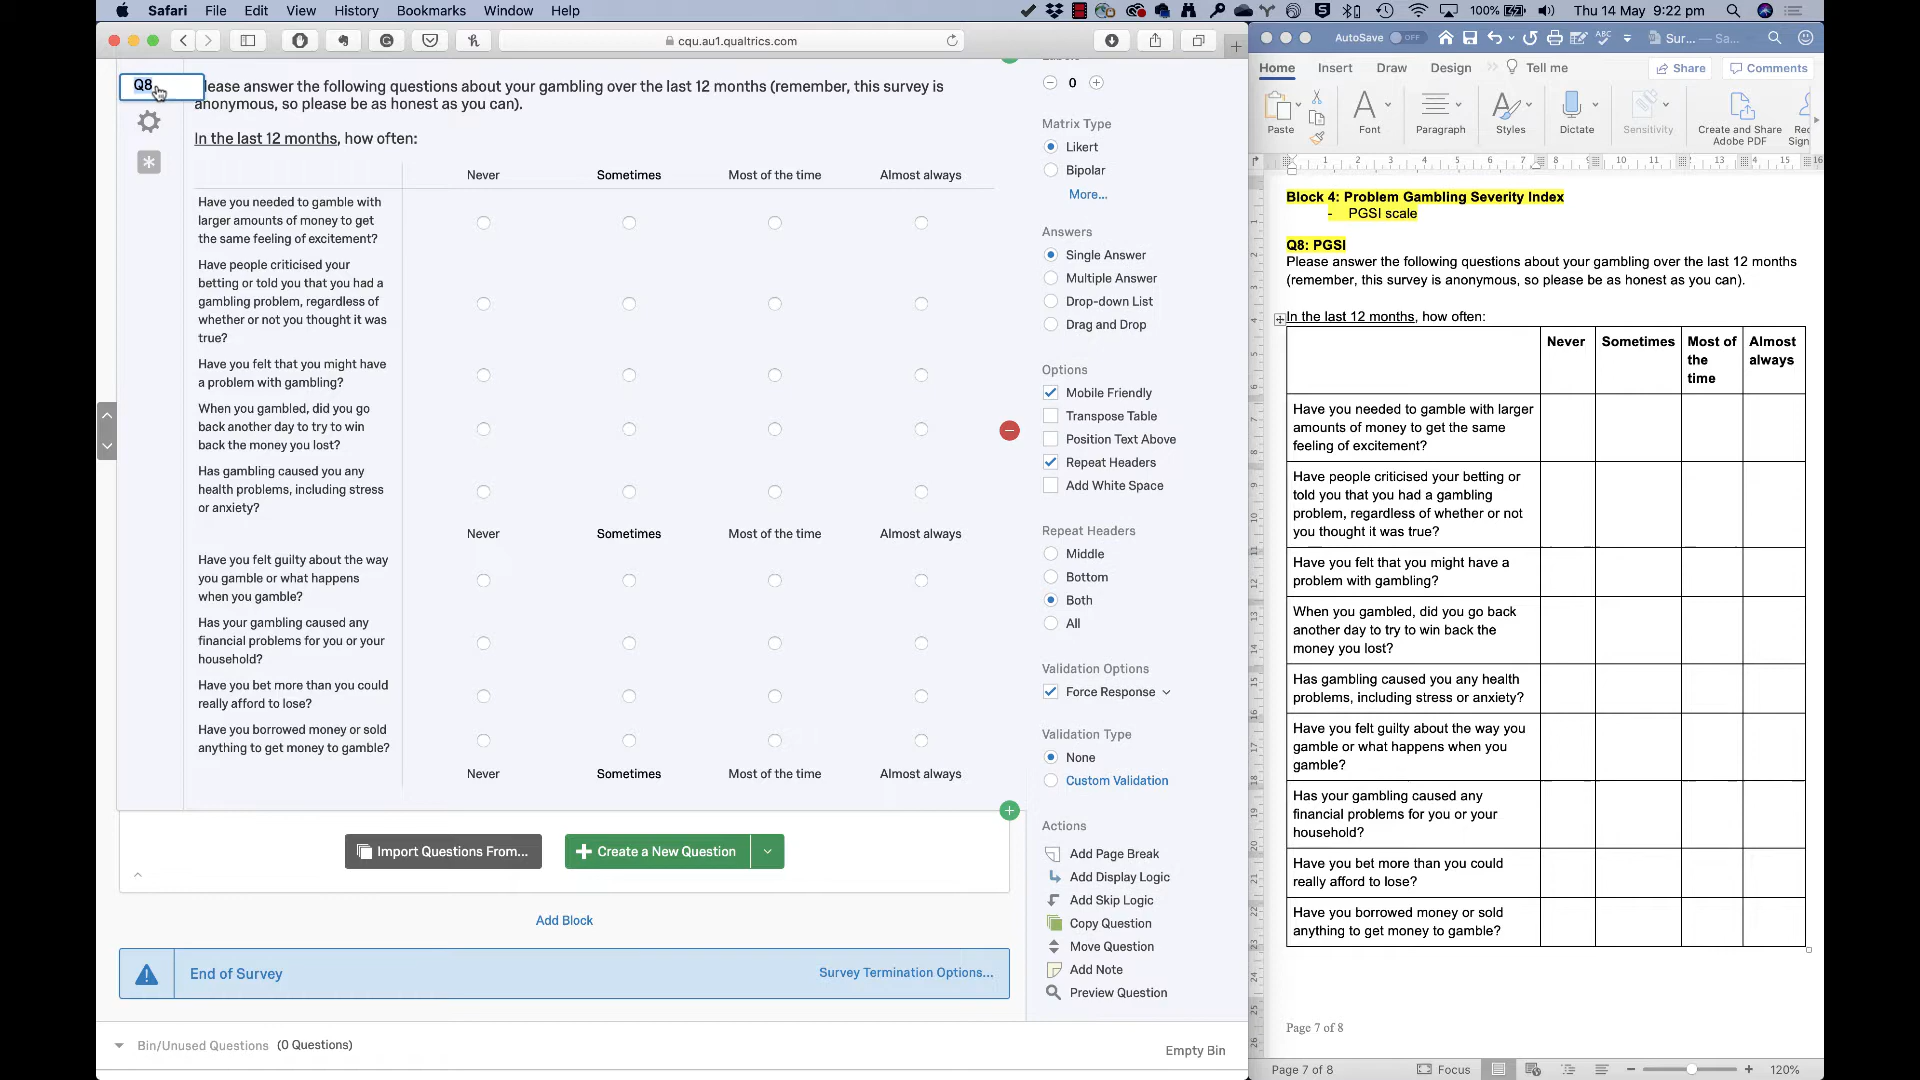 Safari File Edit View History Bookmarks Window Help
100% Thu 14 May 9:22 pm
cqu.au1.qualtrics.com
Q8
lease answer the following questions about your gambling over the last 12 months (remember, this survey is
anonymous, so please be as honest as you can).
In the last 12 months, how often:
Never Sometimes Most of the time Almost always
Have you needed to gamble with
larger amounts of money to get
the same feeling of excitement?
Have people criticised your
betting or told you that you had a
gambling problem, regardless of
whether or not you thought it was
true?
Have you felt that you might have
a problem with gambling?
When you gambled, did you go
back another day to try to win
back the money you lost?
Has gambling caused you any
health problems, including stress
or anxiety?
Never Sometimes Most of the time Almost always
Have you felt guilty about the way
you gamble or what happens
when you gamble?
Has your gambling caused any
financial problems for you or your
household?
Have you bet more than you could
really afford to lose?
Have you borrowed money or sold
anything to get money to gamble?
Never Sometimes Most of the time Almost always
Import Questions From...
Create a New Question
Add Block
End of Survey
Survey Termination Options...
Bin/Unused Questions (0 Questions)
Empty Bin
0
Matrix Type
Likert
Bipolar
More...
Answers
Single Answer
Multiple Answer
Drop-down List
Drag and Drop
Options
Mobile Friendly
Transpose Table
Position Text Above
Repeat Headers
Add White Space
Repeat Headers
Middle
Bottom
Both
All
Validation Options
Force Response
Validation Type
None
Custom Validation
Actions
Add Page Break
Add Display Logic
Add Skip Logic
Copy Question
Move Question
Add Note
Preview Question
AutoSave OFF
Sur... — Sa...
Home Insert Draw Design Tell me
Share Comments
Paste Font Paragraph Styles Dictate Sensitivity
Create and Share
Adobe PDF
Sign
1 2 3 4 5 6 7 8 9 10 11 12 13 14 15 16
Block 4: Problem Gambling Severity Index
- PGSI scale
Q8: PGSI
Please answer the following questions about your gambling over the last 12 months
(remember, this survey is anonymous, so please be as honest as you can).
In the last 12 months, how often:
Never Sometimes Most of
the
time Almost
always
Have you needed to gamble with larger
amounts of money to get the same
feeling of excitement?
Have people criticised your betting or
told you that you had a gambling
problem, regardless of whether or not
you thought it was true?
Have you felt that you might have a
problem with gambling?
When you gambled, did you go back
another day to try to win back the
money you lost?
Has gambling caused you any health
problems, including stress or anxiety?
Have you felt guilty about the way you
gamble or what happens when you
gamble?
Has your gambling caused any
financial problems for you or your
household?
Have you bet more than you could
really afford to lose?
Have you borrowed money or sold
anything to get money to gamble?
Page 7 of 8
Page 7 of 8
Focus
120%